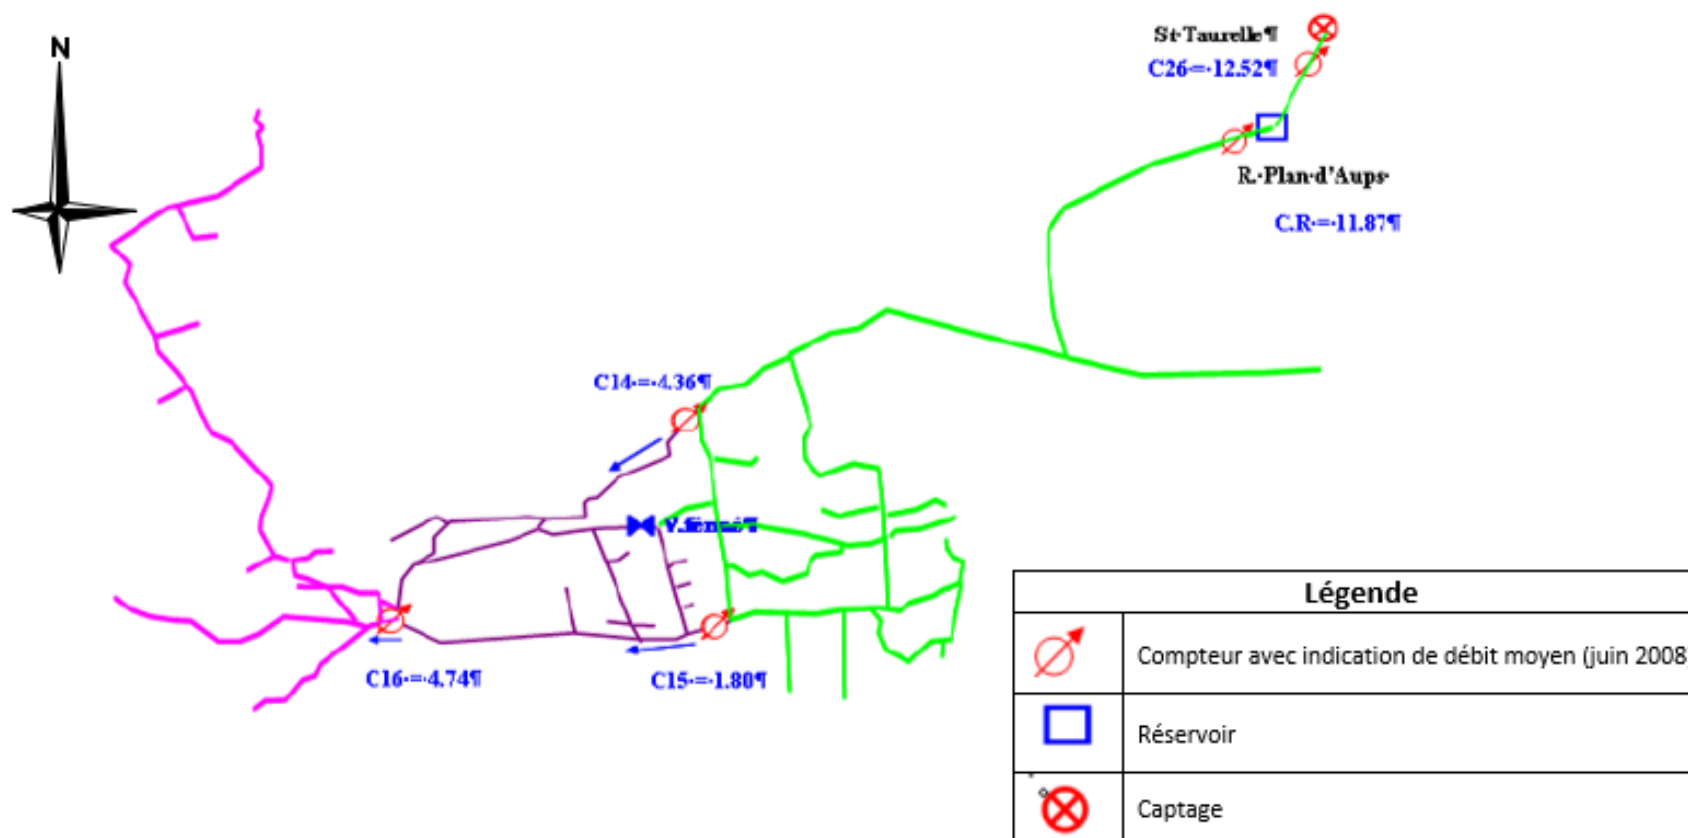 N
St·Taurelle¶
C26·=·12.52¶
R.·Plan·d'Aups·
C.R·=·11.87¶
C14·=·4.36¶
V.fermé¶
C16·=·4.74¶
C15·=·1.80¶
Légende
Compteur avec indication de débit moyen (juin 2008
Réservoir
Captage